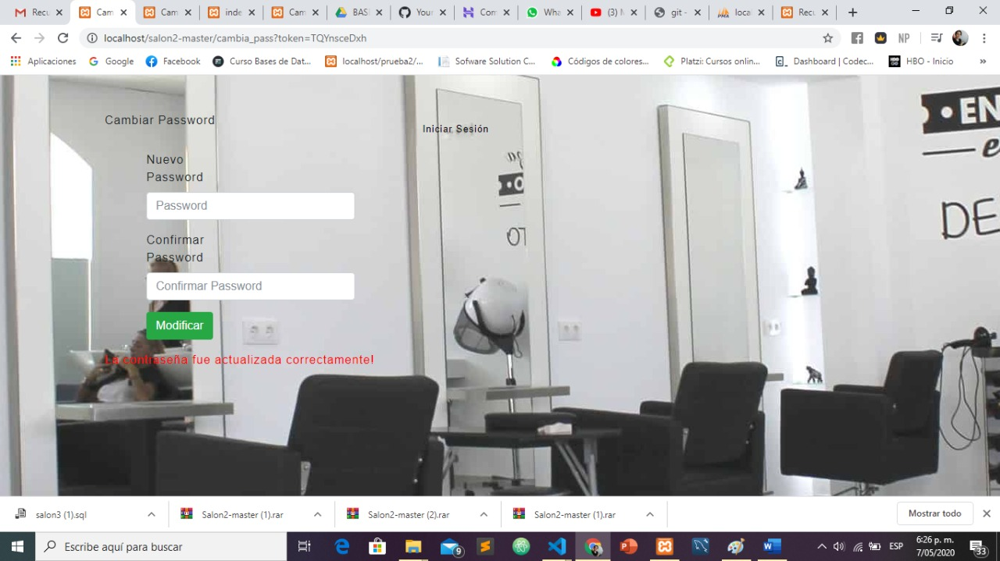 Recu
Cam
Cam
inde
Cam
BAS
Your
Com
Wha
(3) M
git -
loca
Recu
localhost/salon2-master/cambia_pass?token=TQYnsceDxh
NP
Aplicaciones
Google
Facebook
Curso Bases de Dat...
localhost/prueba2/...
Sofware Solution C...
Códigos de colores...
Platzi: Cursos onlin...
Dashboard | Codec...
HBO - Inicio
»
EN
e
DE
Cambiar Password
Iniciar Sesión
Nuevo
Password
Password
Confirmar
Password
Confirmar Password
Modificar
La contraseña fue actualizada correctamente!
salon3 (1).sql
Salon2-master (1).rar
Salon2-master (2).rar
Salon2-master (1).rar
Mostrar todo
Escribe aquí para buscar
9
ESP
6:26 p. m.
7/05/2020
33